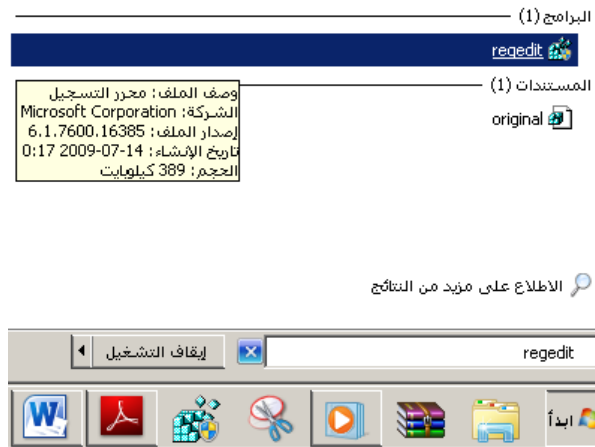 البرامج (1)
regedit
المستندات (1)
وصف الملف: محرر التسجيل
الشركة: Microsoft Corporation
إصدار الملف: 6.1.7600.16385
تاريخ الإنشاء: 14-07-2009 0:17
الحجم: 389 كيلوبايت
original
الاطلاع على مزيد من النتائج
regedit
إيقاف التشغيل
ابدأ